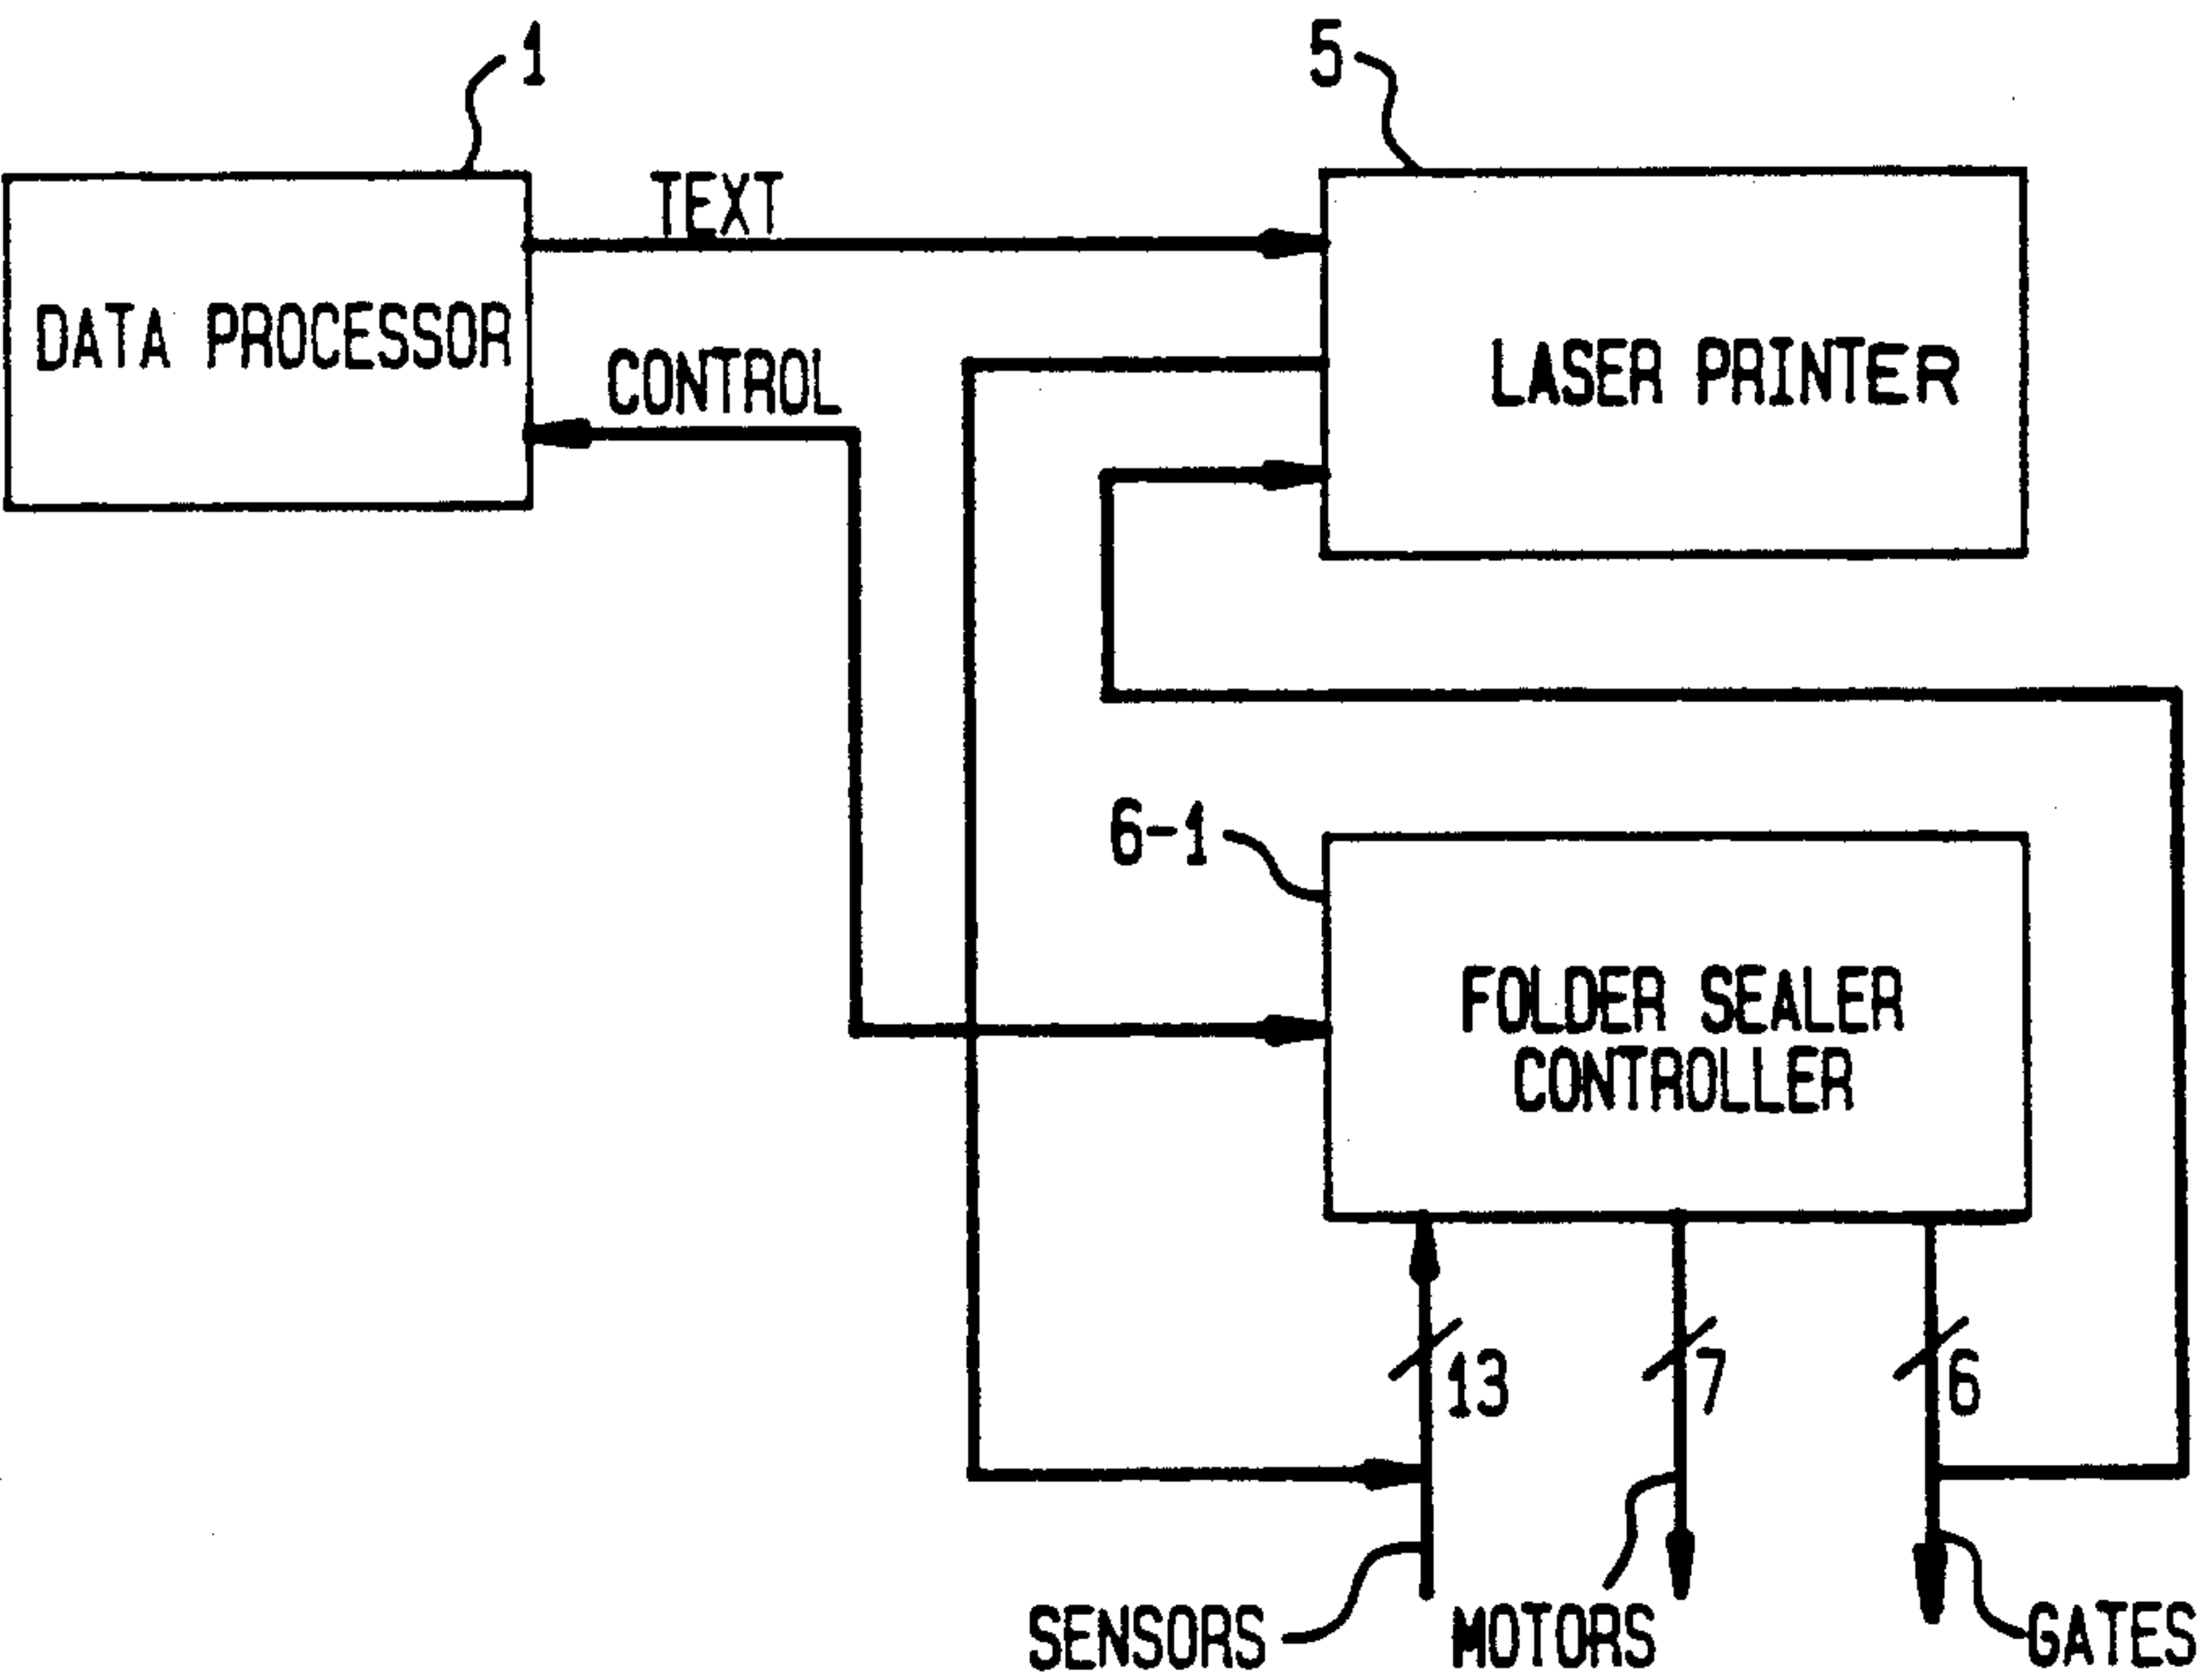 1
5
TEXT
DATA PROCESSOR
CONTROL
LASER PRINTER
6-1
FOLDER SEALER
CONTROLLER
13
7
6
SENSORS
MOTORS
GATES